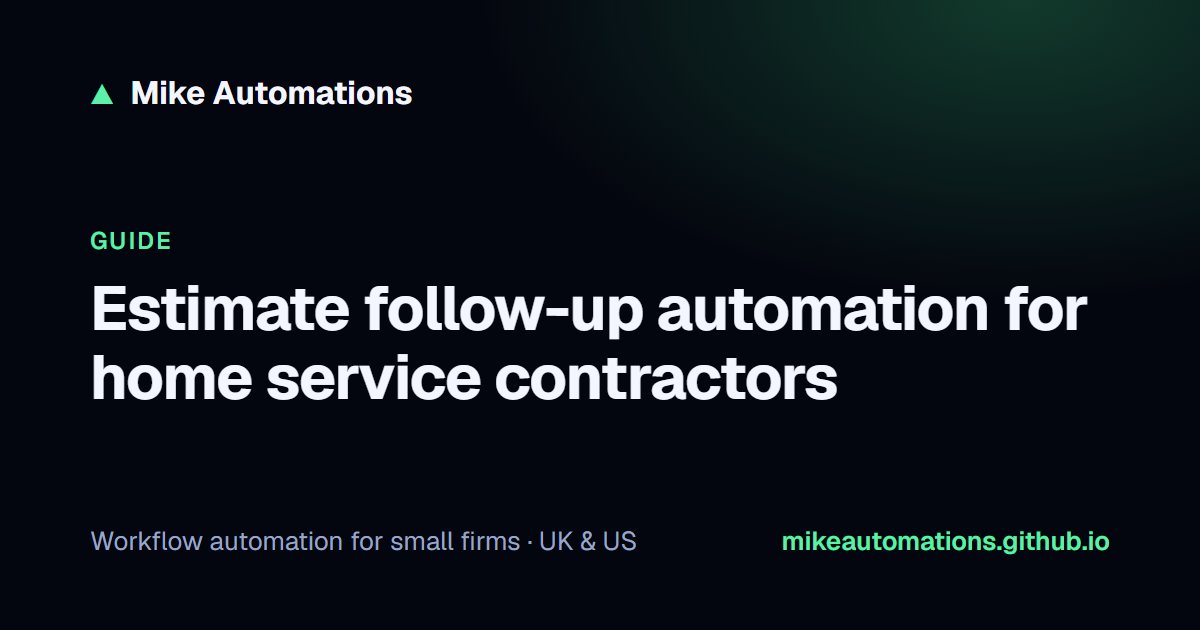 Mike Automations
GUIDE
Estimate follow-up automation for
home service contractors
Workflow automation for small firms · UK & US
mikeautomations.github.io